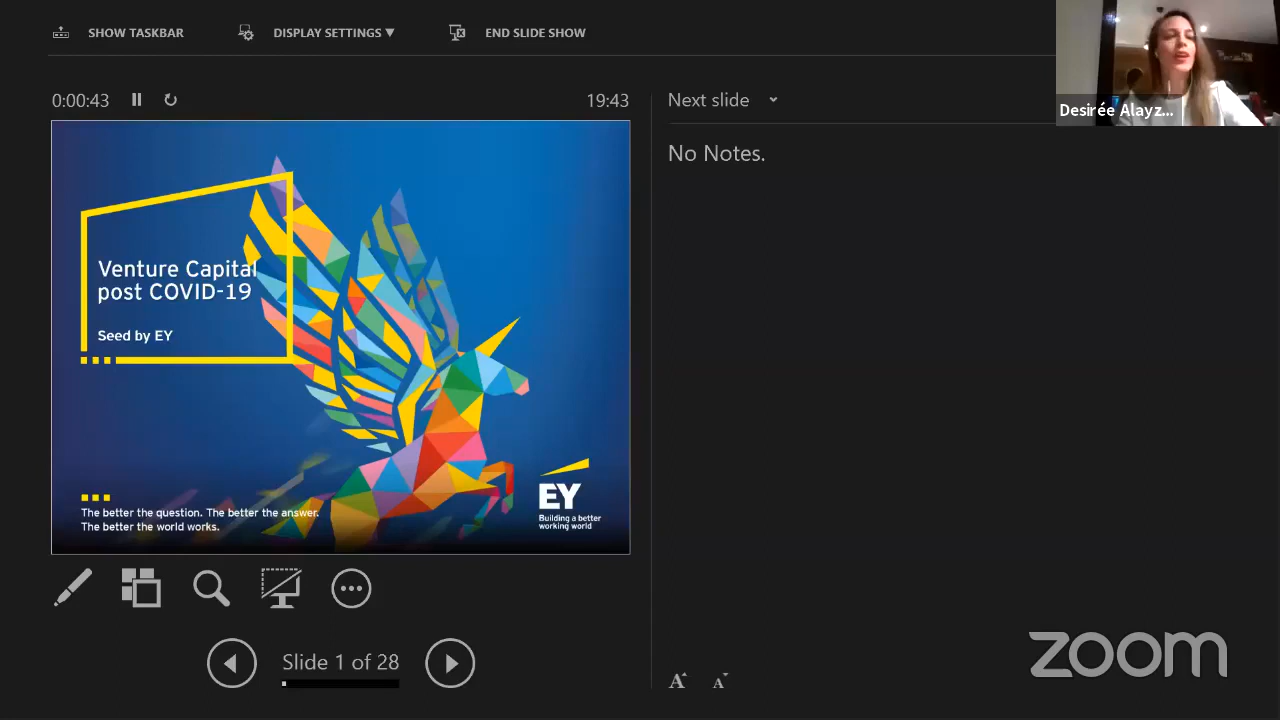 SHOW TASKBAR
DISPLAY SETTINGS ▼
END SLIDE SHOW
Desirée Alayz...
0:00:43
19:43
Next slide
No Notes.
Venture Capital
post COVID-19
Seed by EY
The better the question. The better the answer.
The better the world works.
EY
Building a better
working world
Slide 1 of 28
A
A
zoom